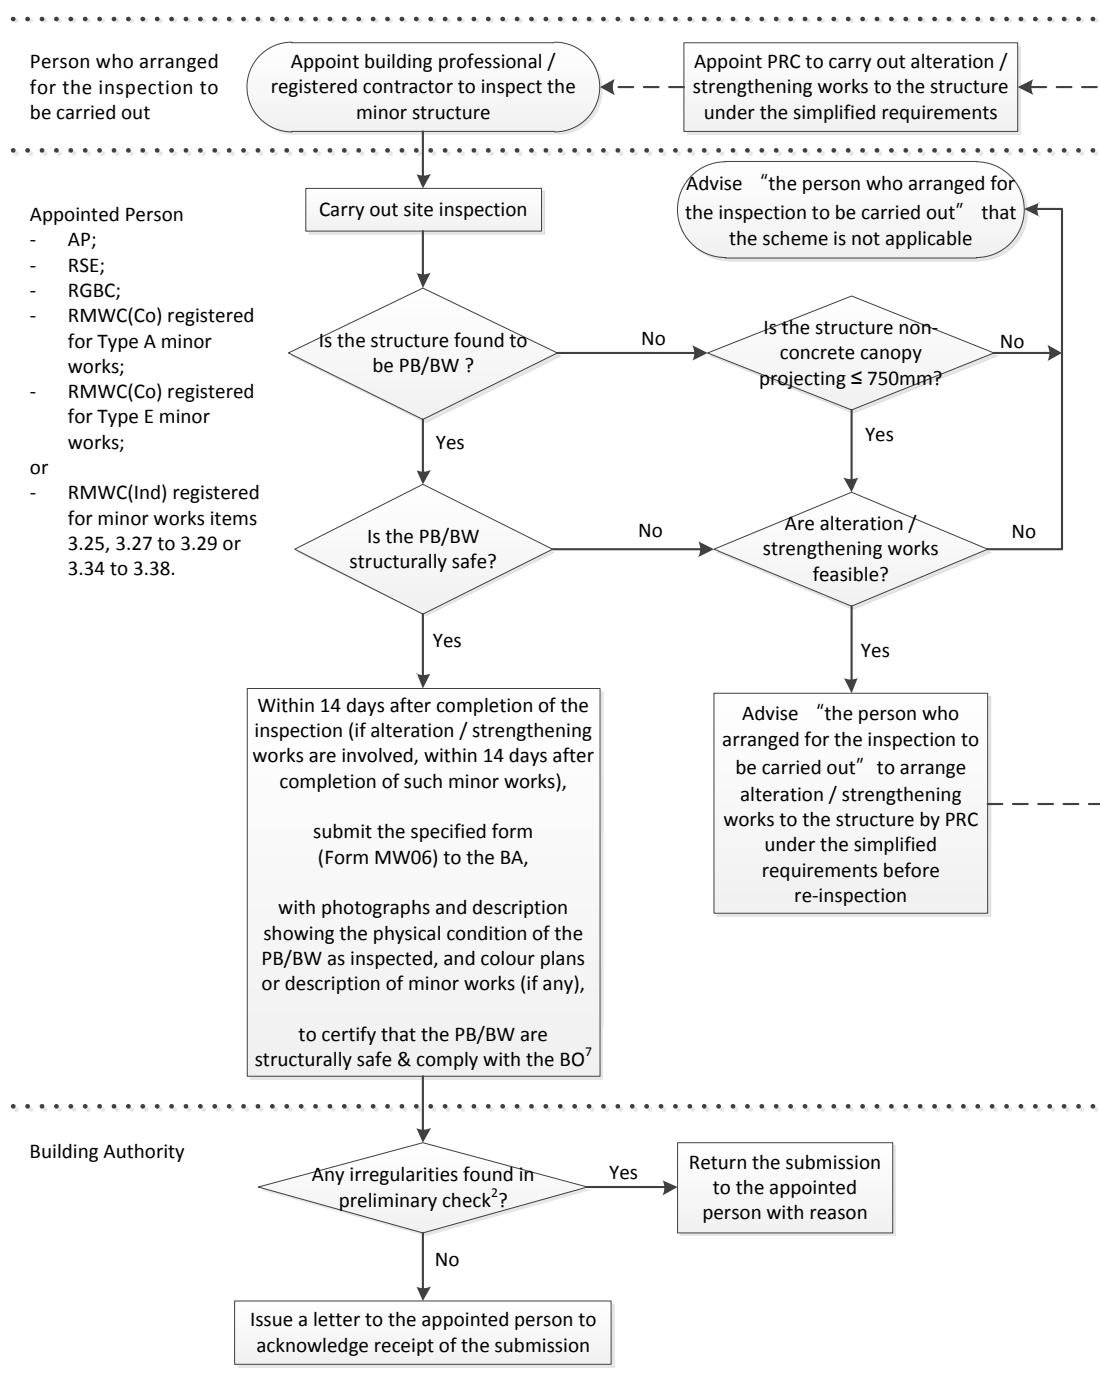 Person who arranged
for the inspection to
be carried out
Appoint building professional /
registered contractor to inspect the
minor structure
Appoint PRC to carry out alteration /
strengthening works to the structure
under the simplified requirements
Appointed Person
- AP;
- RSE;
- RGBC;
- RMWC(Co) registered
for Type A minor
works;
- RMWC(Co) registered
for Type E minor
works;
or
- RMWC(Ind) registered
for minor works items
3.25, 3.27 to 3.29 or
3.34 to 3.38.
Carry out site inspection
Advise “the person who arranged for
the inspection to be carried out” that
the scheme is not applicable
Is the structure found to
be PB/BW ?
No
Is the structure non-
concrete canopy
projecting ≤ 750mm?
No
Yes
Yes
Is the PB/BW
structurally safe?
No
Are alteration /
strengthening works
feasible?
No
Yes
Yes
Within 14 days after completion of the
inspection (if alteration / strengthening
works are involved, within 14 days after
completion of such minor works),
submit the specified form
(Form MW06) to the BA,
with photographs and description
showing the physical condition of the
PB/BW as inspected, and colour plans
or description of minor works (if any),
to certify that the PB/BW are
structurally safe & comply with the BO⁷
Advise “the person who
arranged for the inspection to
be carried out” to arrange
alteration / strengthening
works to the structure by PRC
under the simplified
requirements before
re-inspection
Building Authority
Any irregularities found in
preliminary check²?
Yes
Return the submission
to the appointed
person with reason
No
Issue a letter to the appointed person to
acknowledge receipt of the submission